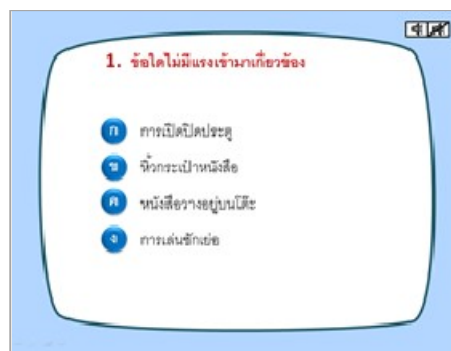 1. ข้อใดไม่มีแรงเข้ามาเกี่ยวข้อง
ก การเปิดปิดประตู
ข หิ้วกระเป๋าหนังสือ
ค หนังสือวางอยู่บนโต๊ะ
ง การเล่นชักเย่อ